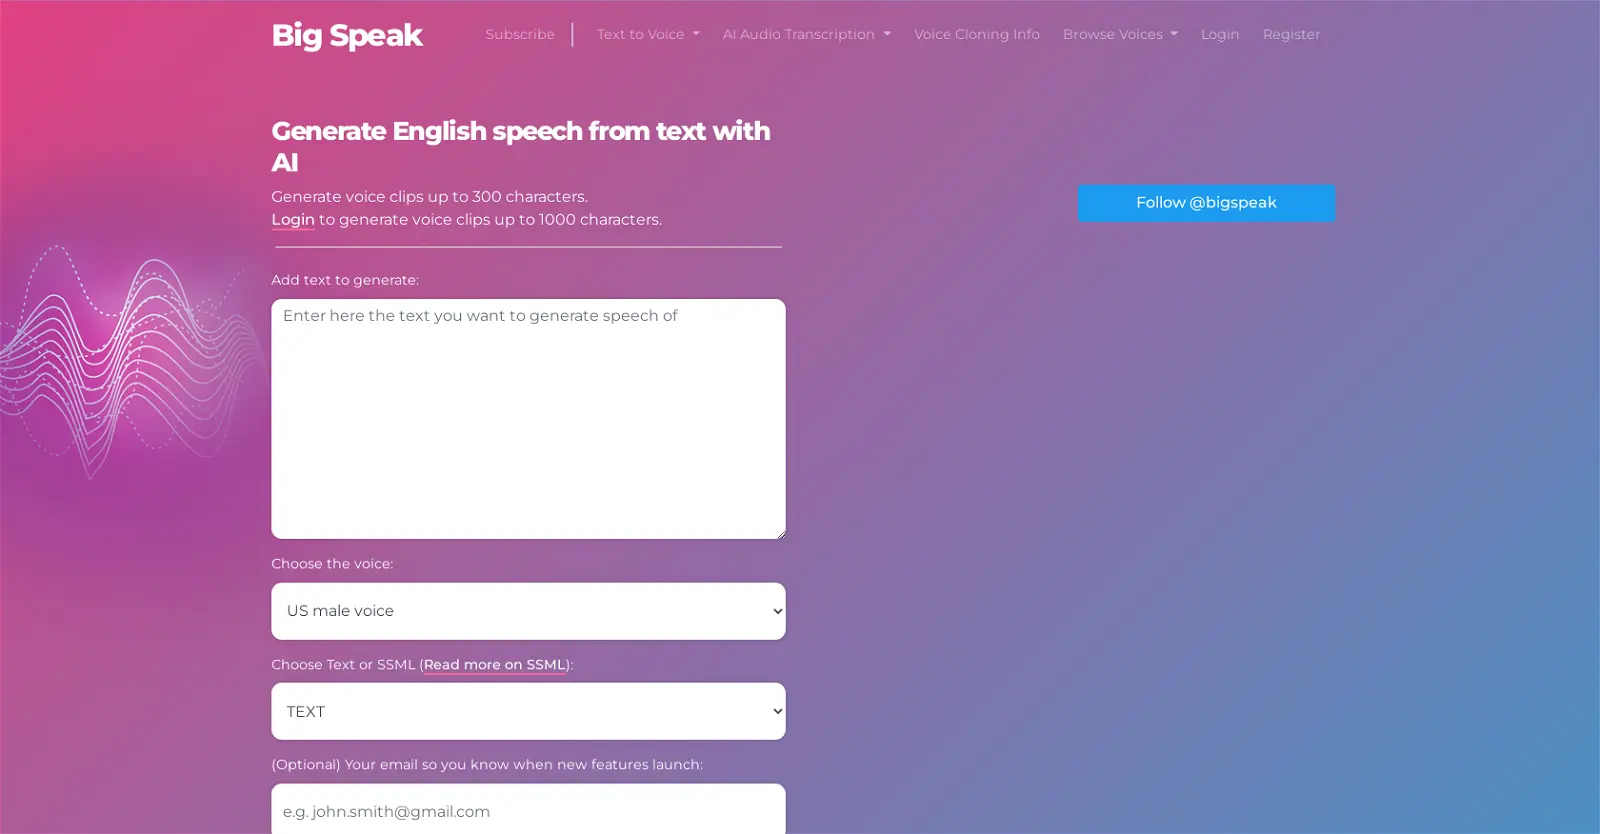 Big Speak
Subscribe
Text to Voice
AI Audio Transcription
Voice Cloning Info
Browse Voices
Login
Register
Generate English speech from text with
AI
Generate voice clips up to 300 characters.
Login to generate voice clips up to 1000 characters.
Follow @bigspeak
Add text to generate:
Enter here the text you want to generate speech of
Choose the voice:
US male voice
Choose Text or SSML (Read more on SSML):
TEXT
(Optional) Your email so you know when new features launch:
e.g. john.smith@gmail.com